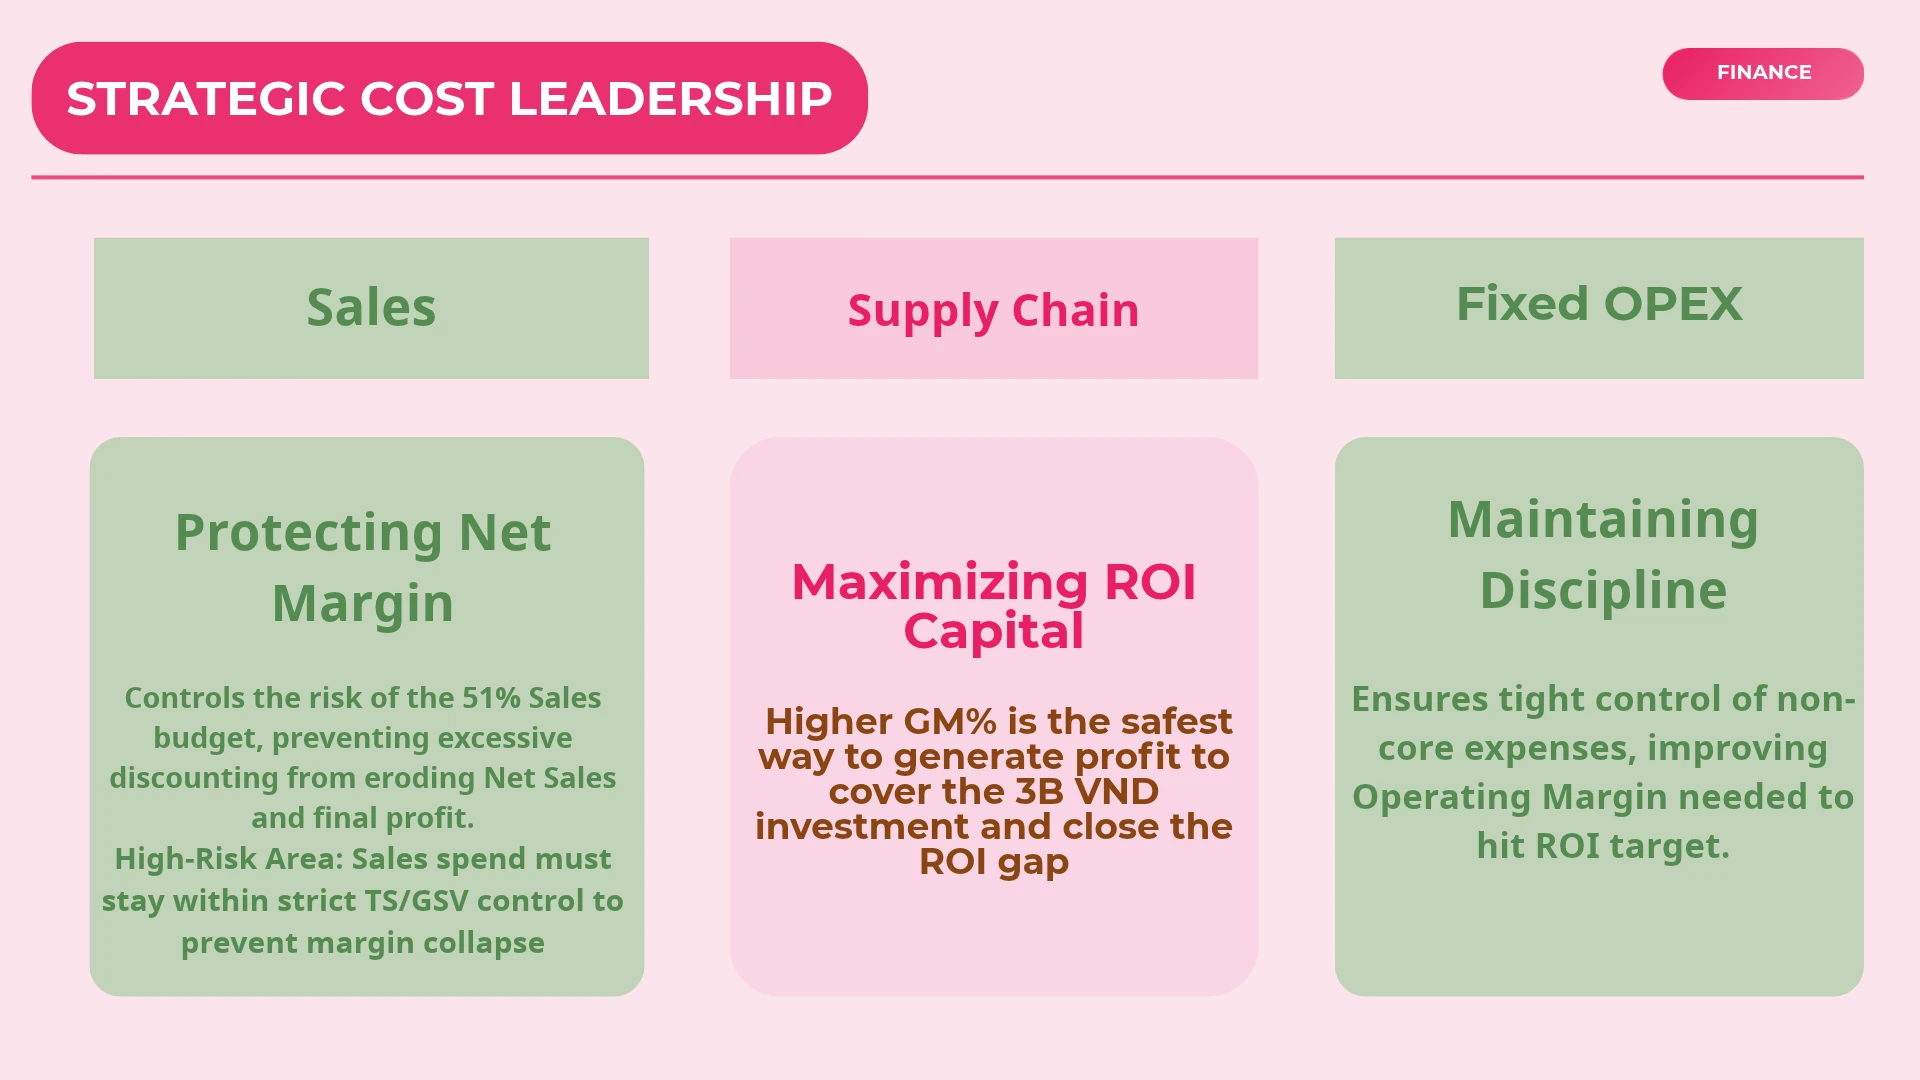 STRATEGIC COST LEADERSHIP
FINANCE
Sales
Supply Chain
Fixed OPEX
Protecting Net
Margin
Controls the risk of the 51% Sales
budget, preventing excessive
discounting from eroding Net Sales
and final profit.
High-Risk Area: Sales spend must
stay within strict TS/GSV control to
prevent margin collapse
Maximizing ROI
Capital
Higher GM% is the safest
way to generate profit to
cover the 3B VND
investment and close the
ROI gap
Maintaining
Discipline
Ensures tight control of non-
core expenses, improving
Operating Margin needed to
hit ROI target.